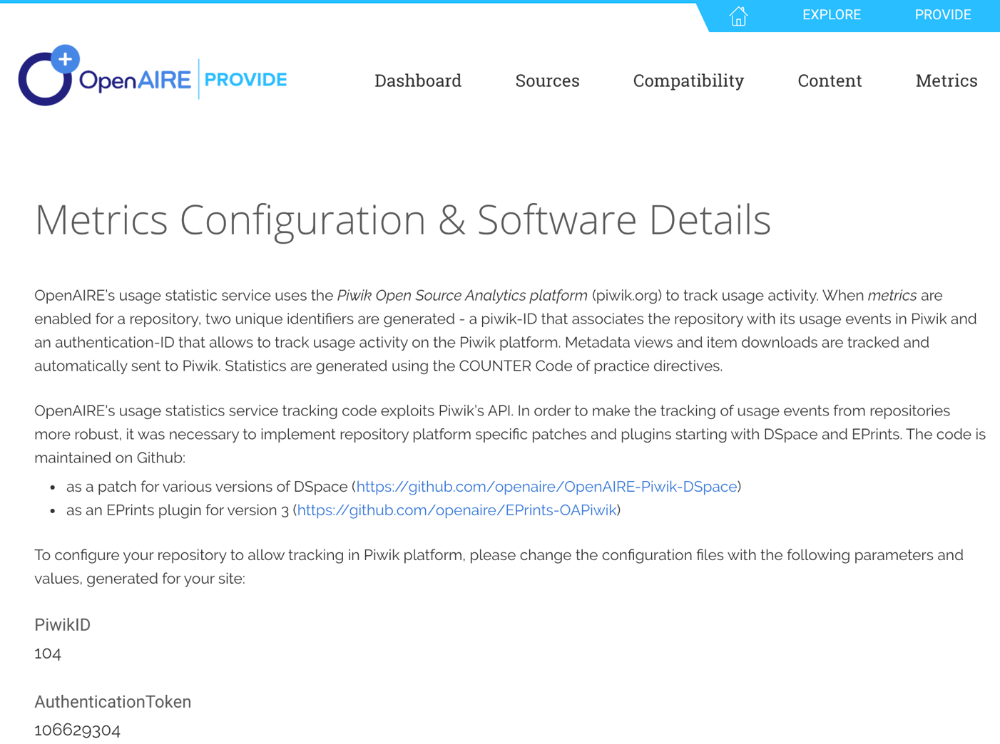 EXPLORE PROVIDE
OpenAIRE PROVIDE
Dashboard Sources Compatibility Content Metrics
Metrics Configuration & Software Details
OpenAIRE’s usage statistic service uses the Piwik Open Source Analytics platform (piwik.org) to track usage activity. When metrics are
enabled for a repository, two unique identifiers are generated - a piwik-ID that associates the repository with its usage events in Piwik and
an authentication-ID that allows to track usage activity on the Piwik platform. Metadata views and item downloads are tracked and
automatically sent to Piwik. Statistics are generated using the COUNTER Code of practice directives.
OpenAIRE's usage statistics service tracking code exploits Piwik’s API. In order to make the tracking of usage events from repositories
more robust, it was necessary to implement repository platform specific patches and plugins starting with DSpace and EPrints. The code is
maintained on Github:
• as a patch for various versions of DSpace (https://github.com/openaire/OpenAIRE-Piwik-DSpace)
• as an EPrints plugin for version 3 (https://github.com/openaire/EPrints-OAPiwik)
To configure your repository to allow tracking in Piwik platform, please change the configuration files with the following parameters and
values, generated for your site:
PiwikID
104
AuthenticationToken
106629304